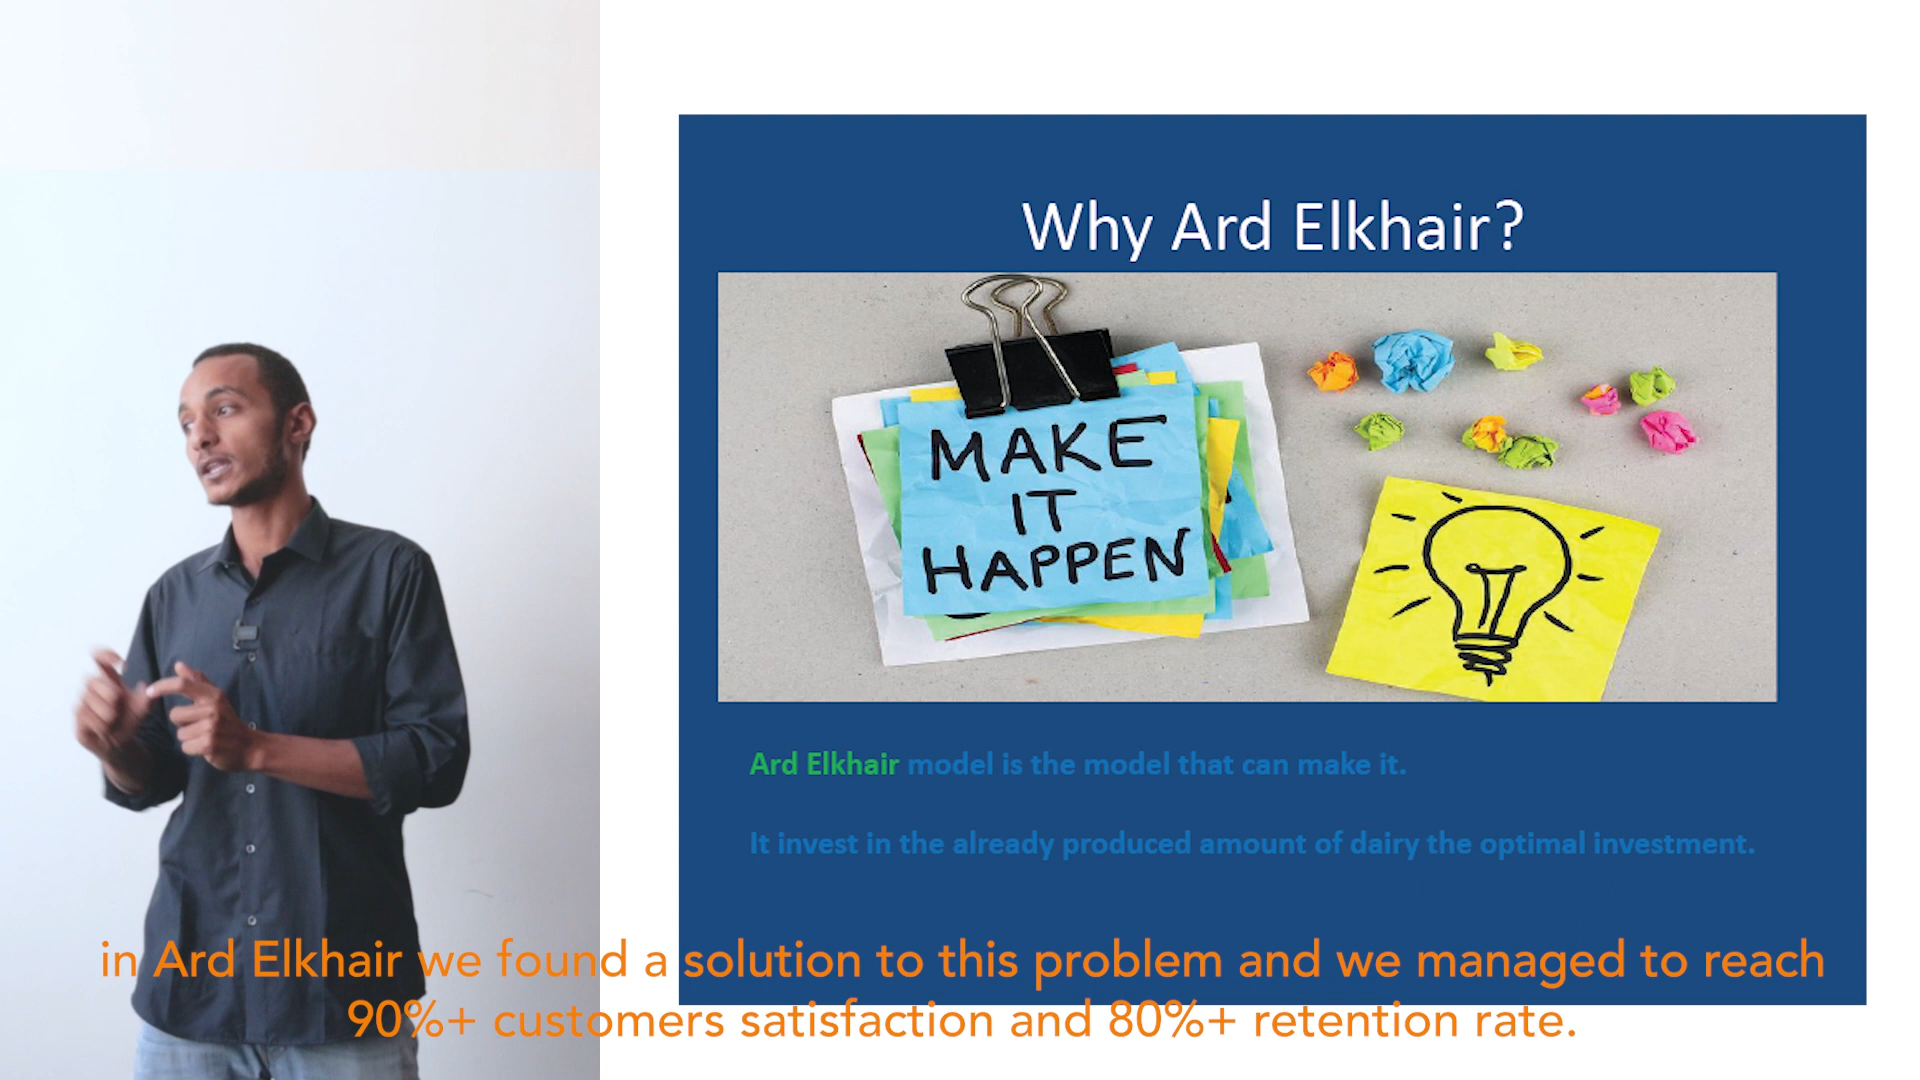 Why Ard Elkhair?
MAKE
IT
HAPPEN
Ard Elkhair model is the model that can make it.
It invest in the already produced amount of dairy the optimal investment.
in Ard Elkhair we found a solution to this problem and we managed to reach
90%+ customers satisfaction and 80%+ retention rate.